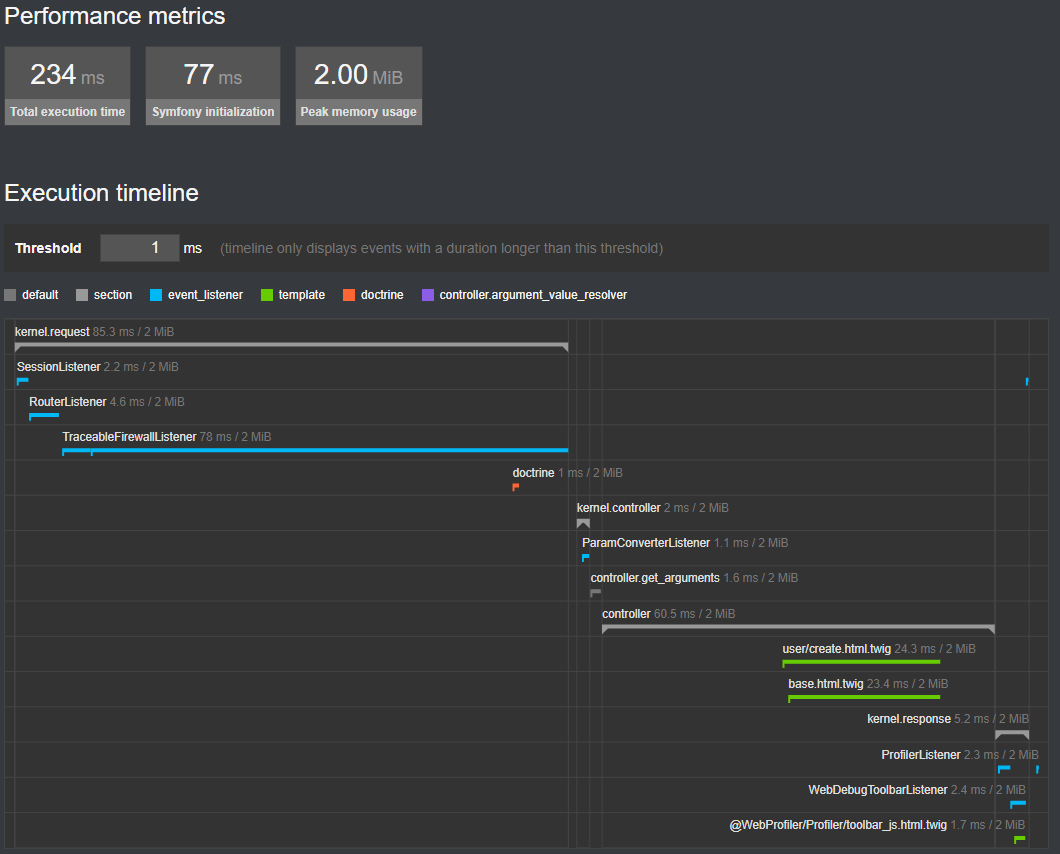 Performance metrics
234 ms
77 ms
2.00 MiB
Total execution time
Symfony initialization
Peak memory usage
Execution timeline
Threshold 1 ms (timeline only displays events with a duration longer than this threshold)
default section event_listener template doctrine controller.argument_value_resolver
kernel.request 85.3 ms / 2 MiB
SessionListener 2.2 ms / 2 MiB
RouterListener 4.6 ms / 2 MiB
TraceableFirewallListener 78 ms / 2 MiB
doctrine 1 ms / 2 MiB
kernel.controller 2 ms / 2 MiB
ParamConverterListener 1.1 ms / 2 MiB
controller.get_arguments 1.6 ms / 2 MiB
controller 60.5 ms / 2 MiB
user/create.html.twig 24.3 ms / 2 MiB
base.html.twig 23.4 ms / 2 MiB
kernel.response 5.2 ms / 2 MiB
ProfilerListener 2.3 ms / 2 MiB
WebDebugToolbarListener 2.4 ms / 2 MiB
@WebProfiler/Profiler/toolbar_js.html.twig 1.7 ms / 2 MiB